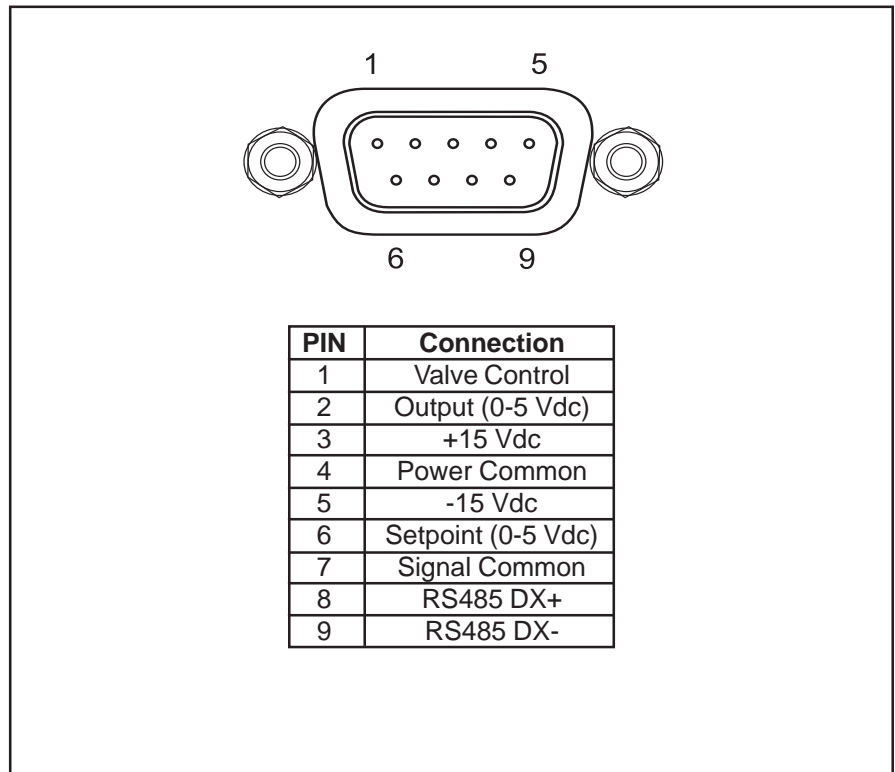 1 5
6 9
PIN Connection
1 Valve Control
2 Output (0-5 Vdc)
3 +15 Vdc
4 Power Common
5 -15 Vdc
6 Setpoint (0-5 Vdc)
7 Signal Common
8 RS485 DX+
9 RS485 DX-